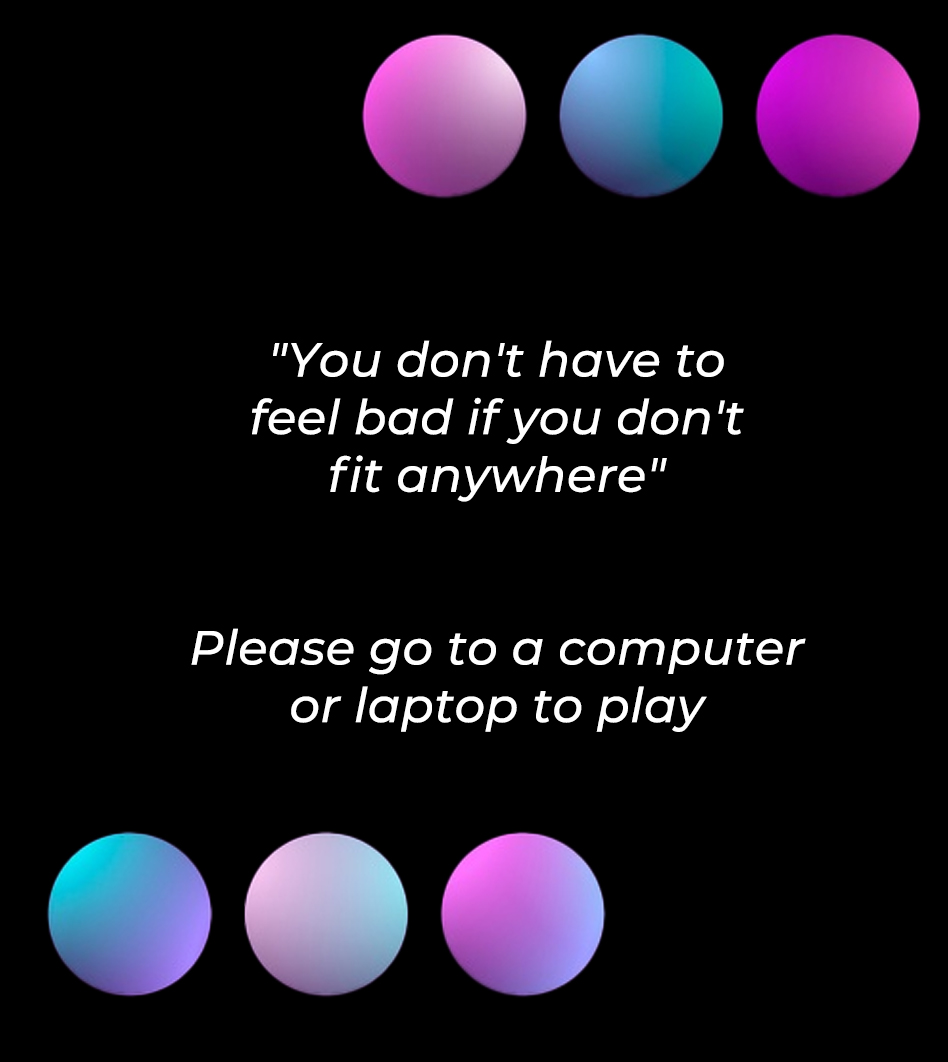 "You don't have to
feel bad if you don't
fit anywhere"
Please go to a computer
or laptop to play